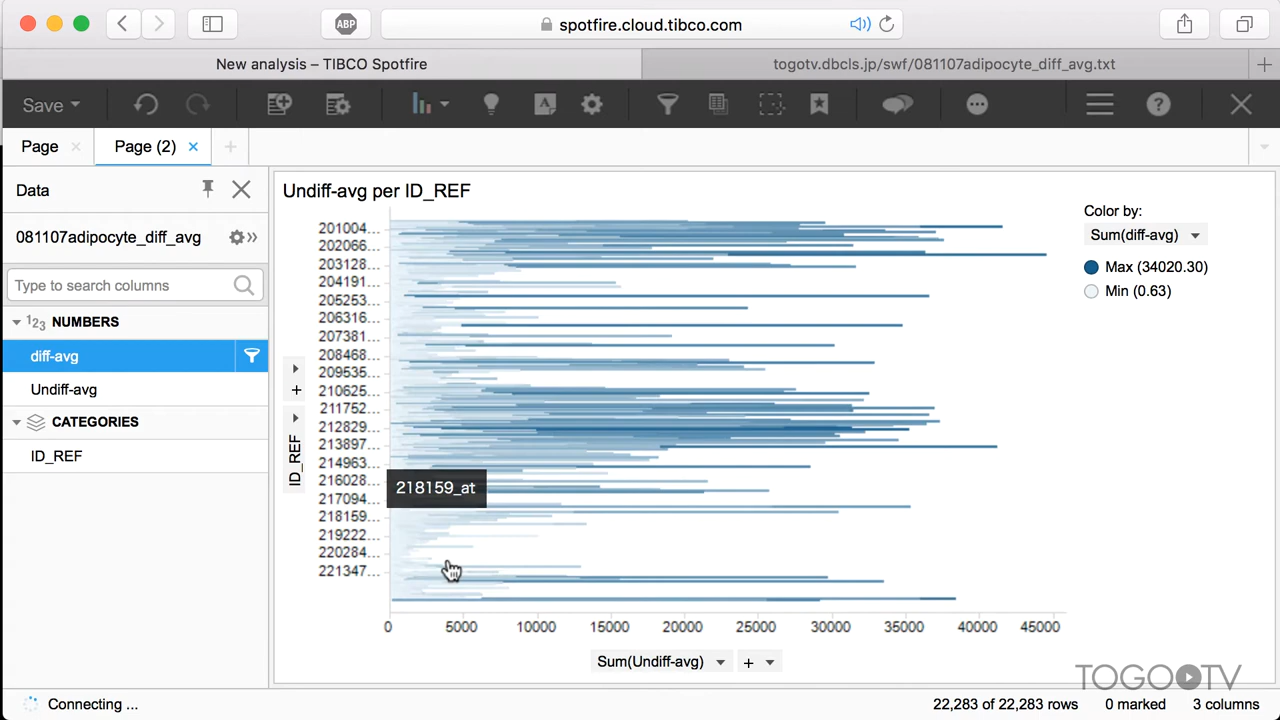 ABP
spotfire.cloud.tibco.com
New analysis – TIBCO Spotfire
togotv.dbcls.jp/swf/081107adipocyte_diff_avg.txt
Save
Page
Page (2)
Data
081107adipocyte_diff_avg
Type to search columns
123 NUMBERS
diff-avg
Undiff-avg
CATEGORIES
ID_REF
Undiff-avg per ID_REF
201004...
202066...
203128...
204191...
205253...
206316...
207381...
208468...
209535...
210625...
211752...
212829...
213897...
214963...
216028...
217094...
218159...
219222...
220284...
221347...
ID_REF
218159_at
0 5000 10000 15000 20000 25000 30000 35000 40000 45000
Sum(Undiff-avg)
Color by:
Sum(diff-avg)
Max (34020.30)
Min (0.63)
TOGOTV
Connecting ...
22,283 of 22,283 rows
0 marked
3 columns